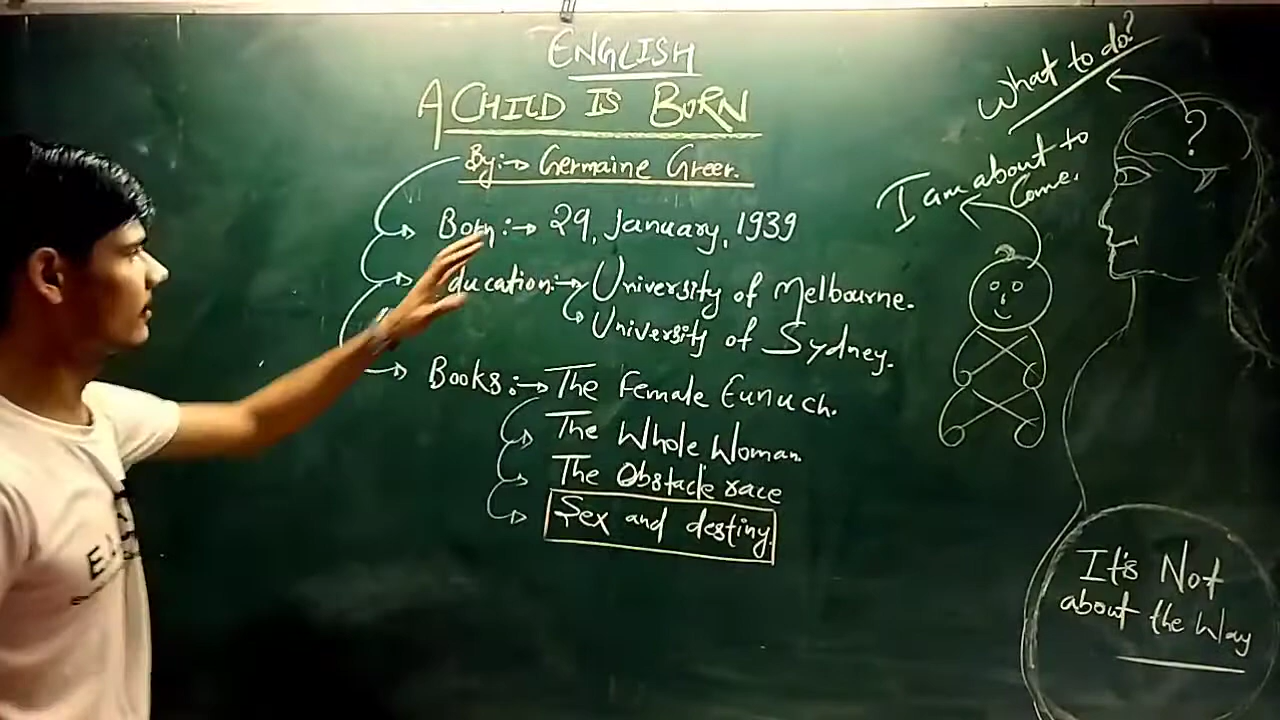 ENGLISH
A CHILD IS BORN
By:→ Germaine Greer.
Born:→ 29, January, 1939
ducation:→ University of Melbourne.
University of Sydney.
Books:→ The Female Eunuch.
The Whole Woman.
The Obstacle race
Sex and destiny.
What to do?
?
I am about to
Come.
It's Not
about the Way